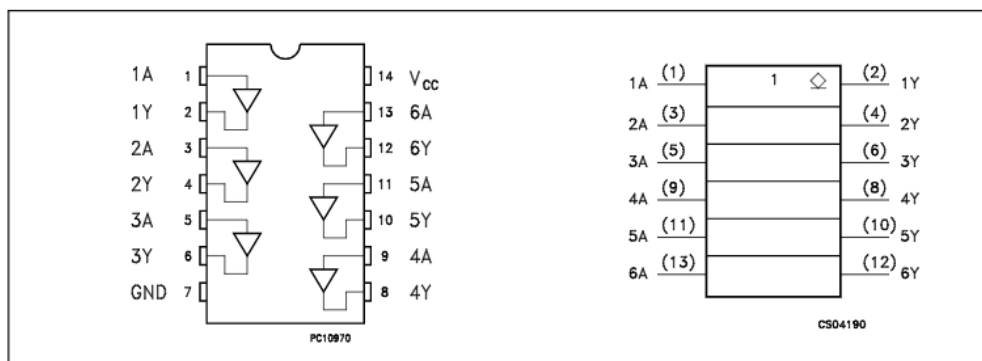 1A 1 14 VCC
1Y 2 13 6A
2A 3 12 6Y
2Y 4 11 5A
3A 5 10 5Y
3Y 6 9 4A
GND 7 8 4Y
PC10970
1
1A (1) (2) 1Y
2A (3) (4) 2Y
3A (5) (6) 3Y
4A (9) (8) 4Y
5A (11) (10) 5Y
6A (13) (12) 6Y
CS04190